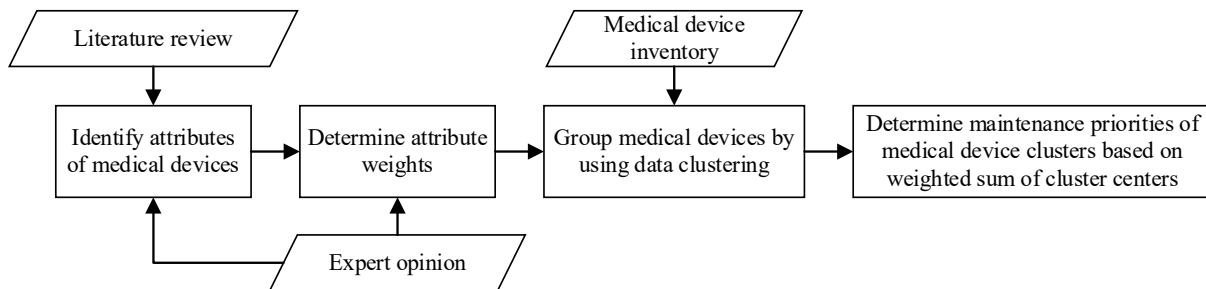 Literature review
Medical device
inventory
Identify attributes
of medical devices
Determine attribute
weights
Group medical devices by
using data clustering
Determine maintenance priorities of
medical device clusters based on
weighted sum of cluster centers
Expert opinion